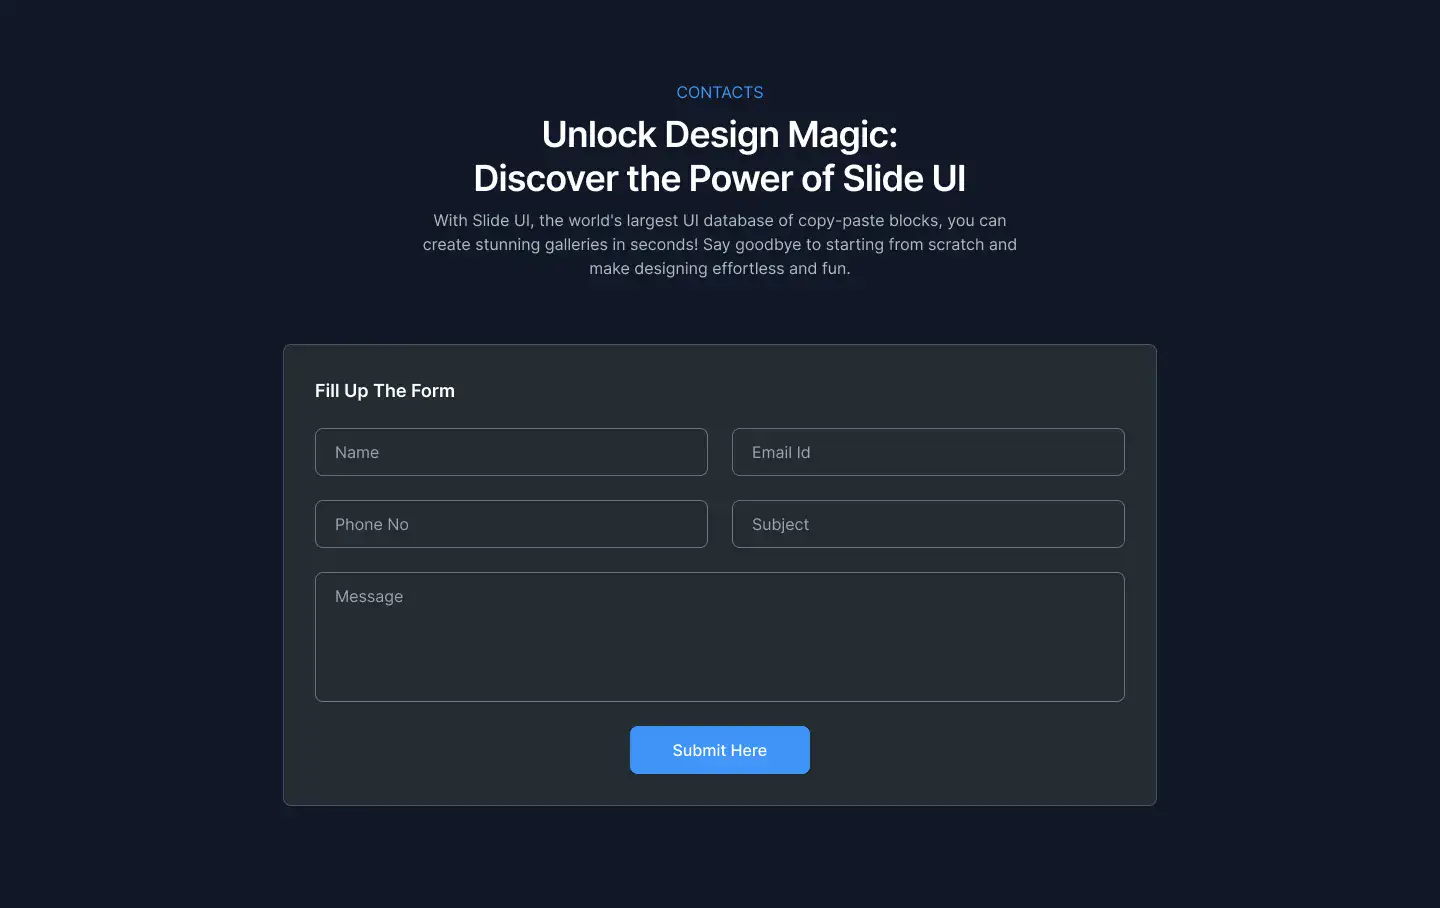 CONTACTS
Unlock Design Magic:
Discover the Power of Slide UI
With Slide UI, the world's largest UI database of copy-paste blocks, you can
create stunning galleries in seconds! Say goodbye to starting from scratch and
make designing effortless and fun.
Fill Up The Form
Name
Email Id
Phone No
Subject
Message
Submit Here